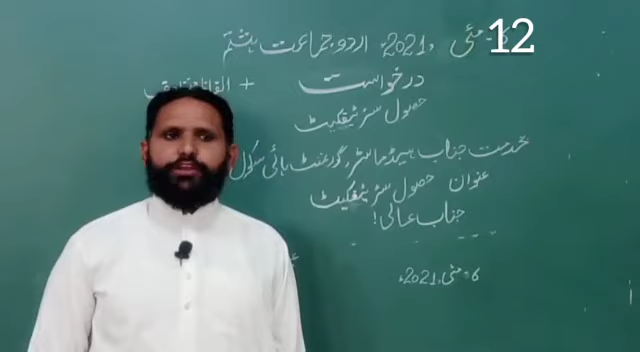 12
6 مئی، 2021ء اردو جماعت ہشتم
درخواست +
حصول سرٹیفکیٹ
بخدمت جناب ہیڈ ماسٹر، گورنمنٹ ہائی سکول
عنوان حصول سرٹیفکیٹ
جناب عالی!
6 مئی، 2021ء